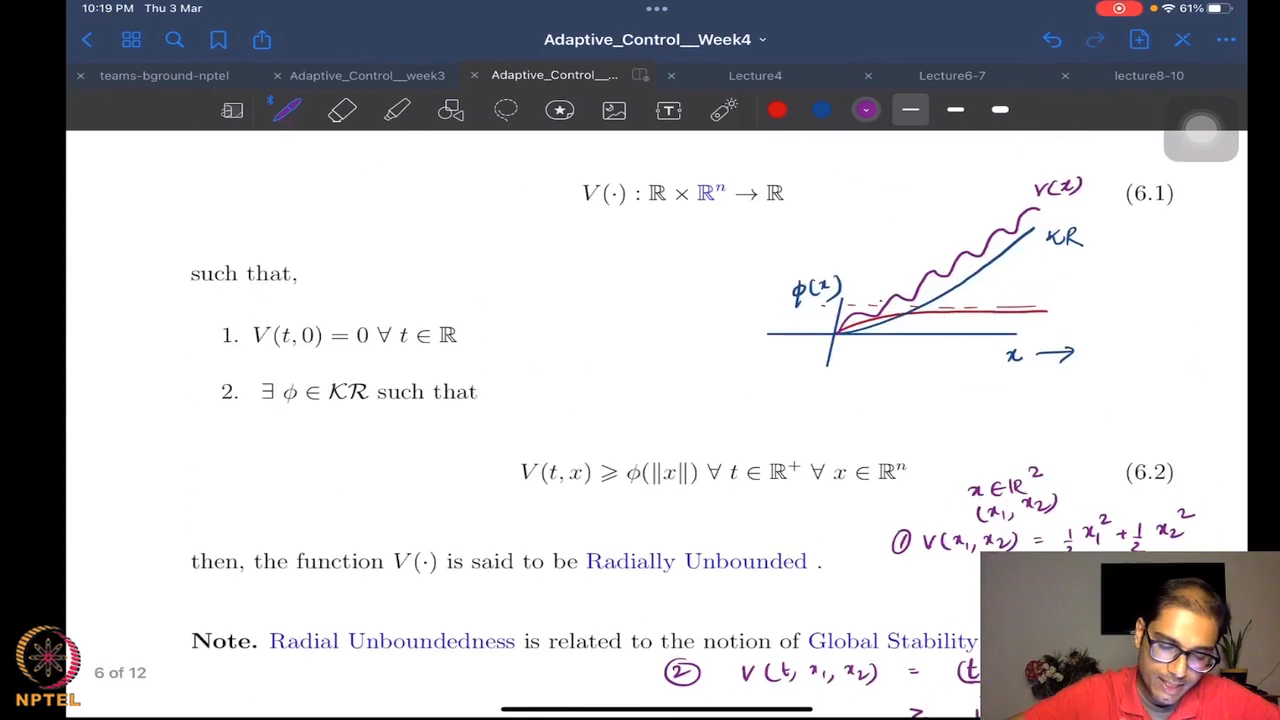 10:19 PM Thu 3 Mar
61%
Adaptive_Control__Week4
teams-bground-nptel
Adaptive_Control__week3
Adaptive_Control__...
Lecture4
Lecture6-7
lecture8-10
V(·) : ℝ × ℝⁿ → ℝ (6.1)
V(x)
KR
φ(x)
x →
such that,
1. V(t, 0) = 0 ∀ t ∈ ℝ
2. ∃ φ ∈ 𝒦ℛ such that
V(t, x) ⩾ φ(‖x‖) ∀ t ∈ ℝ⁺ ∀ x ∈ ℝⁿ (6.2)
x ∈ ℝ²
(x₁, x₂)
① V(x₁, x₂) = ½ x₁² + ½ x₂²
then, the function V(·) is said to be Radially Unbounded .
Note. Radial Unboundedness is related to the notion of Global Stability
② V(t, x₁, x₂) = (t
≥
6 of 12
NPTEL